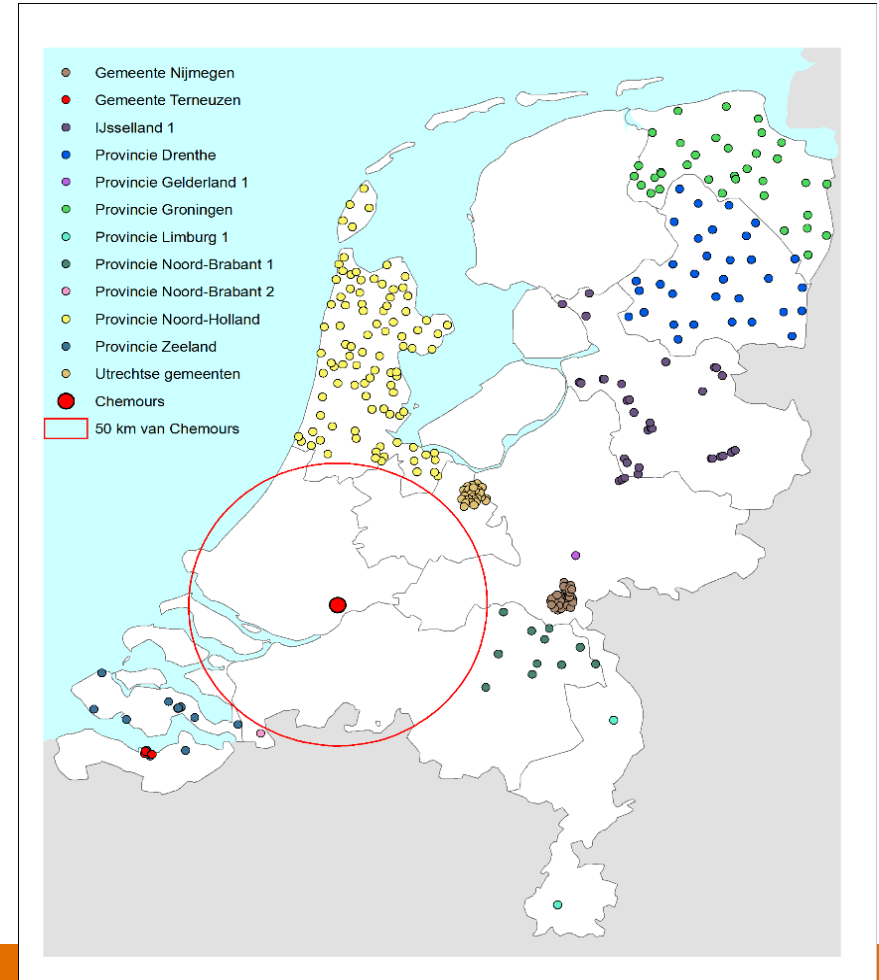 Gemeente Nijmegen
Gemeente Terneuzen
IJsselland 1
Provincie Drenthe
Provincie Gelderland 1
Provincie Groningen
Provincie Limburg 1
Provincie Noord-Brabant 1
Provincie Noord-Brabant 2
Provincie Noord-Holland
Provincie Zeeland
Utrechtse gemeenten
Chemours
50 km van Chemours